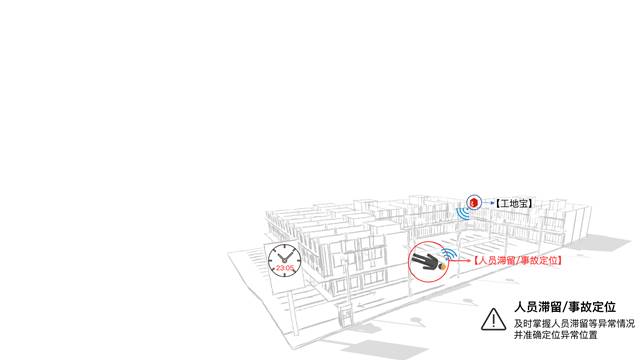 【工地宝】
【人员滞留/事故定位】
23:05
人员滞留/事故定位
及时掌握人员滞留等异常情况
并准确定位异常位置